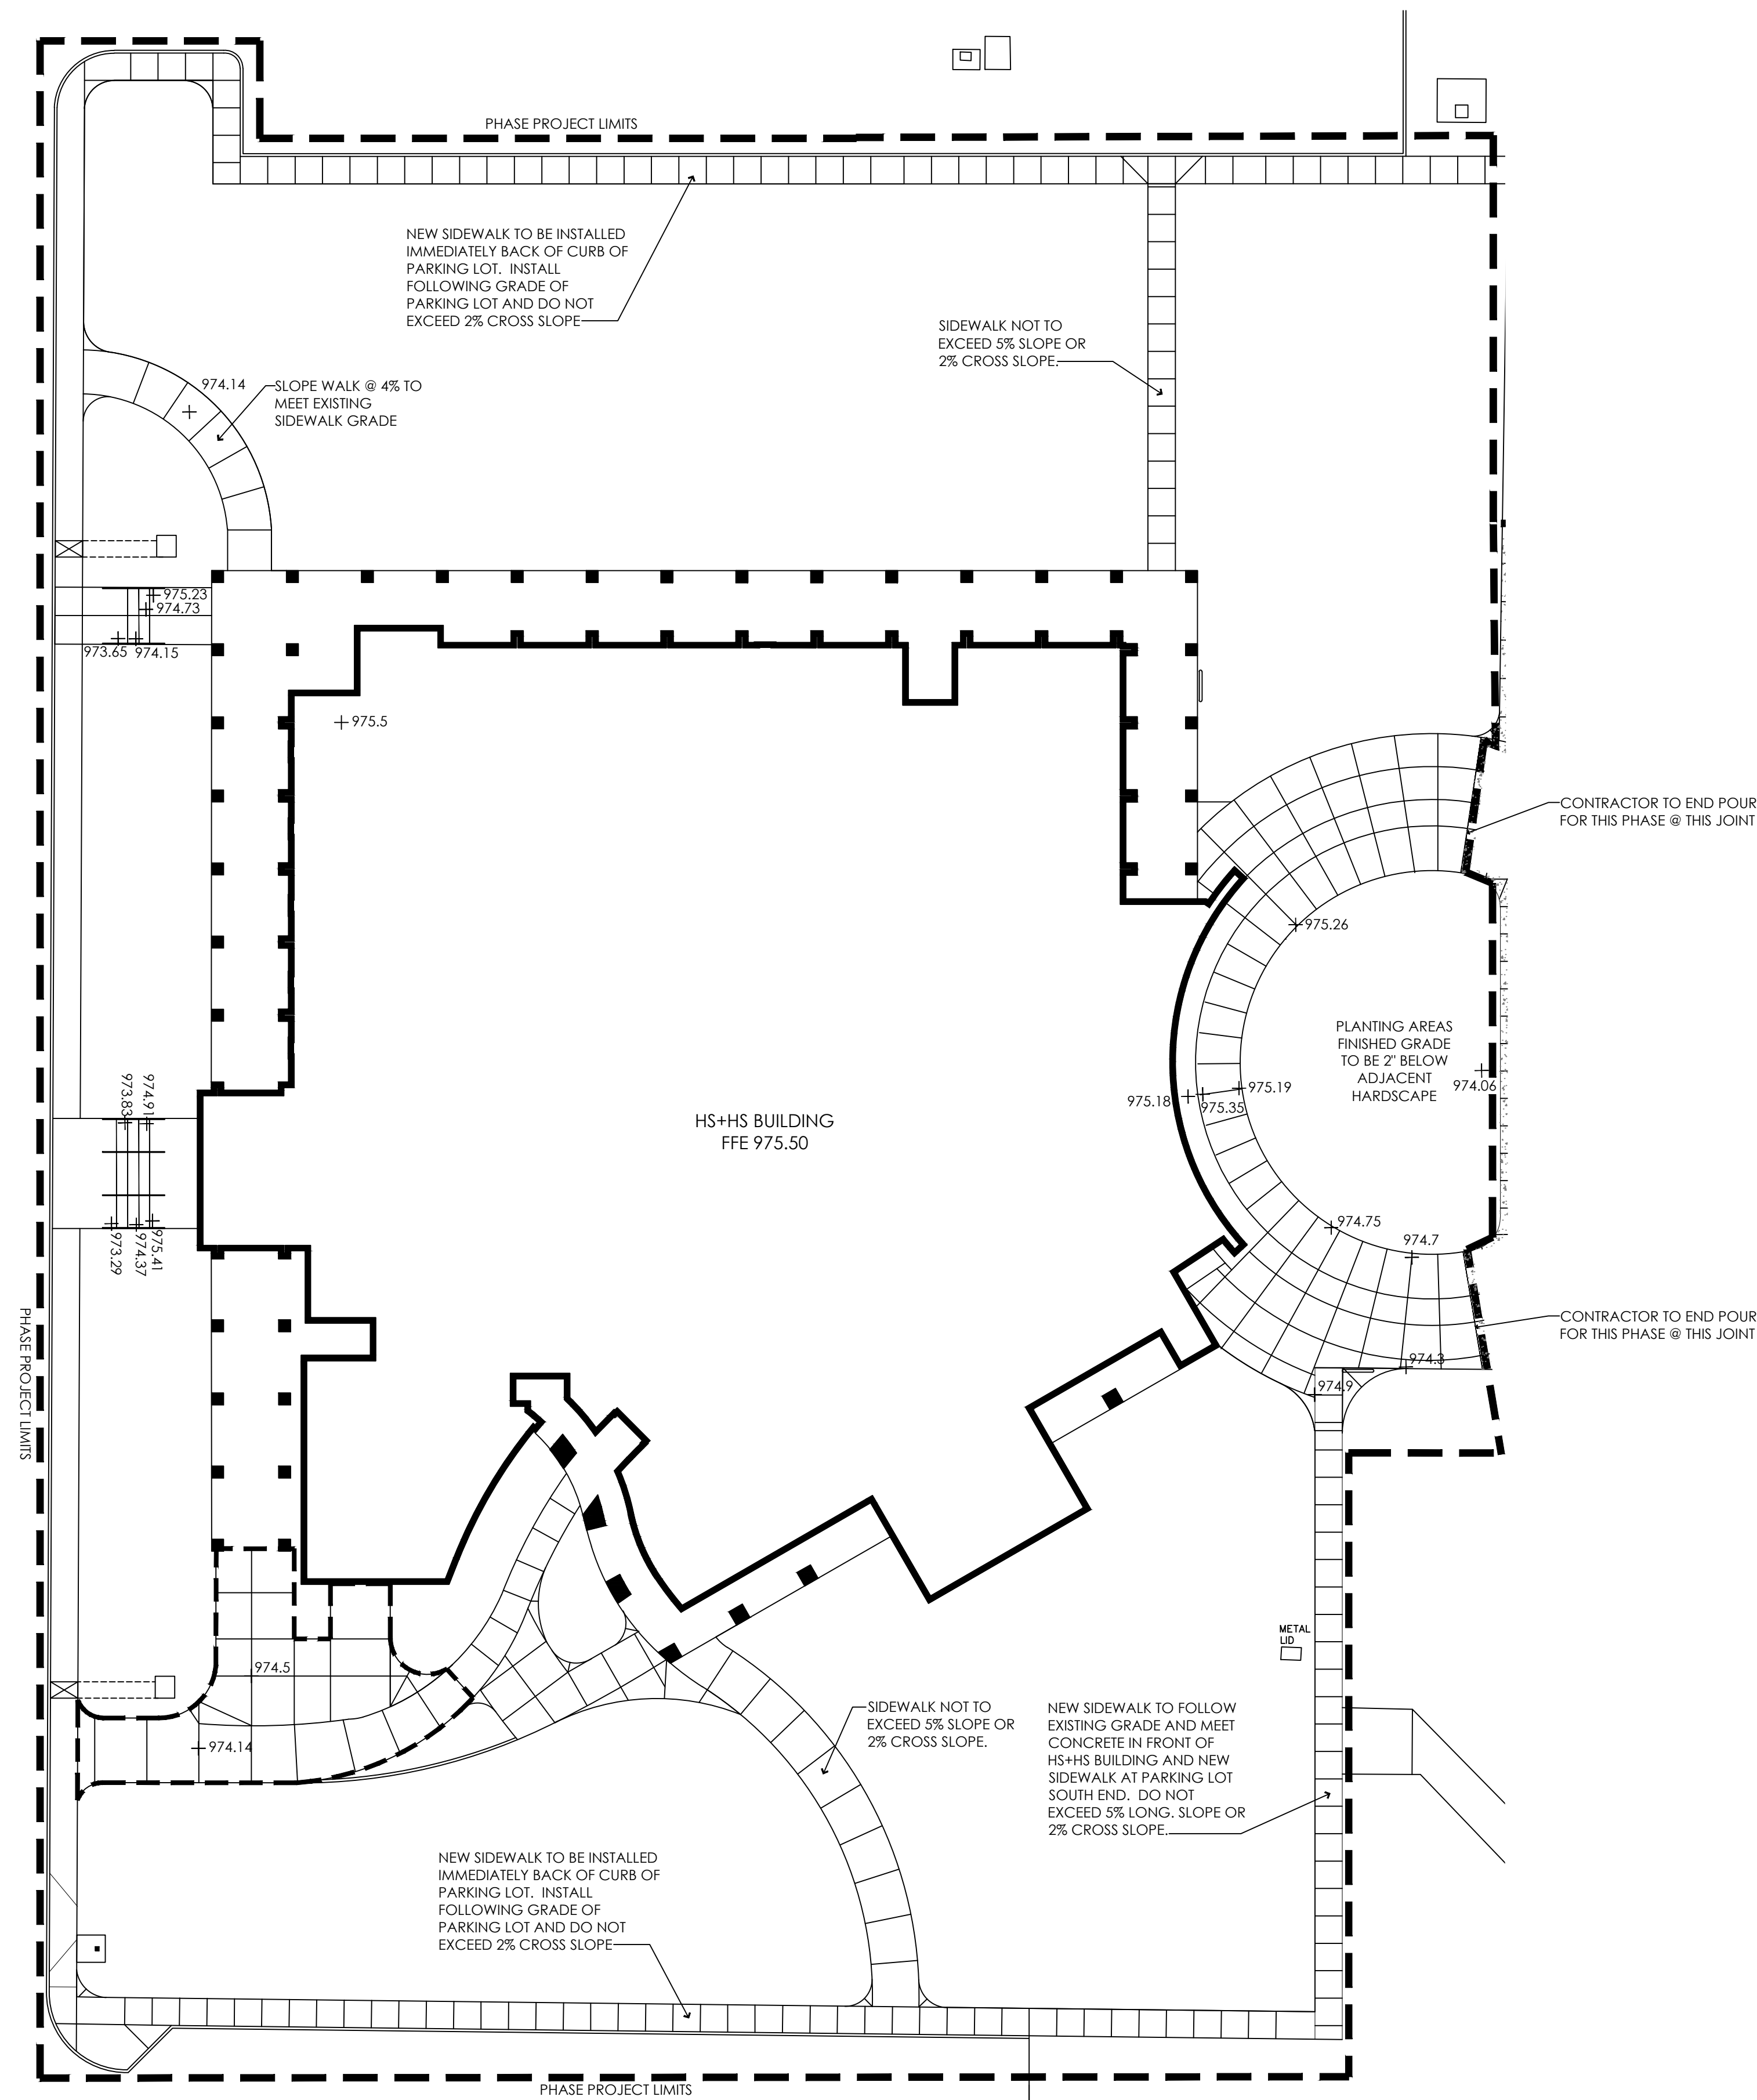 PHASE PROJECT LIMITS
NEW SIDEWALK TO BE INSTALLED
IMMEDIATELY BACK OF CURB OF
PARKING LOT. INSTALL
FOLLOWING GRADE OF
PARKING LOT AND DO NOT
EXCEED 2% CROSS SLOPE
SIDEWALK NOT TO
EXCEED 5% SLOPE OR
2% CROSS SLOPE.
974.14
SLOPE WALK @ 4% TO
MEET EXISTING
SIDEWALK GRADE
975.23
974.73
973.65
974.15
975.5
CONTRACTOR TO END POUR
FOR THIS PHASE @ THIS JOINT
975.26
PLANTING AREAS
FINISHED GRADE
TO BE 2" BELOW
ADJACENT
HARDSCAPE
974.06
975.19
975.18
975.35
973.83
974.91
HS+HS BUILDING
FFE 975.50
973.29
974.37
975.41
974.75
974.7
PHASE PROJECT LIMITS
CONTRACTOR TO END POUR
FOR THIS PHASE @ THIS JOINT
974.3
974.9
METAL
LID
974.5
974.14
SIDEWALK NOT TO
EXCEED 5% SLOPE OR
2% CROSS SLOPE.
NEW SIDEWALK TO FOLLOW
EXISTING GRADE AND MEET
CONCRETE IN FRONT OF
HS+HS BUILDING AND NEW
SIDEWALK AT PARKING LOT
SOUTH END. DO NOT
EXCEED 5% LONG. SLOPE OR
2% CROSS SLOPE.
NEW SIDEWALK TO BE INSTALLED
IMMEDIATELY BACK OF CURB OF
PARKING LOT. INSTALL
FOLLOWING GRADE OF
PARKING LOT AND DO NOT
EXCEED 2% CROSS SLOPE
PHASE PROJECT LIMITS